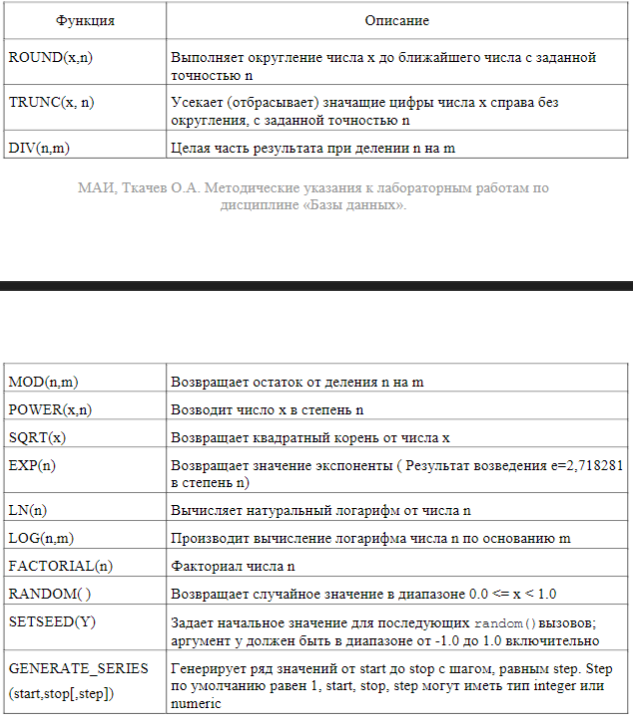 Функция Описание
ROUND(x,n) Выполняет округление числа x до ближайшего числа с заданной
точностью n
TRUNC(x, n) Усекает (отбрасывает) значащие цифры числа x справа без
округления, с заданной точностью n
DIV(n,m) Целая часть результата при делении n на m
МАИ, Ткачев О.А. Методические указания к лабораторным работам по
дисциплине «Базы данных».
MOD(n,m) Возвращает остаток от деления n на m
POWER(x,n) Возводит число x в степень n
SQRT(x) Возвращает квадратный корень от числа x
EXP(n) Возвращает значение экспоненты ( Результат возведения e=2,718281
в степень n)
LN(n) Вычисляет натуральный логарифм от числа n
LOG(n,m) Производит вычисление логарифма числа n по основанию m
FACTORIAL(n) Факториал числа n
RANDOM( ) Возвращает случайное значение в диапазоне 0.0 <= x < 1.0
SETSEED(Y) Задает начальное значение для последующих random() вызовов;
аргумент y должен быть в диапазоне от -1.0 до 1.0 включительно
GENERATE_SERIES Генерирует ряд значений от start до stop с шагом, равным step. Step
(start,stop[,step]) по умолчанию равен 1, start, stop, step могут иметь тип integer или
numeric